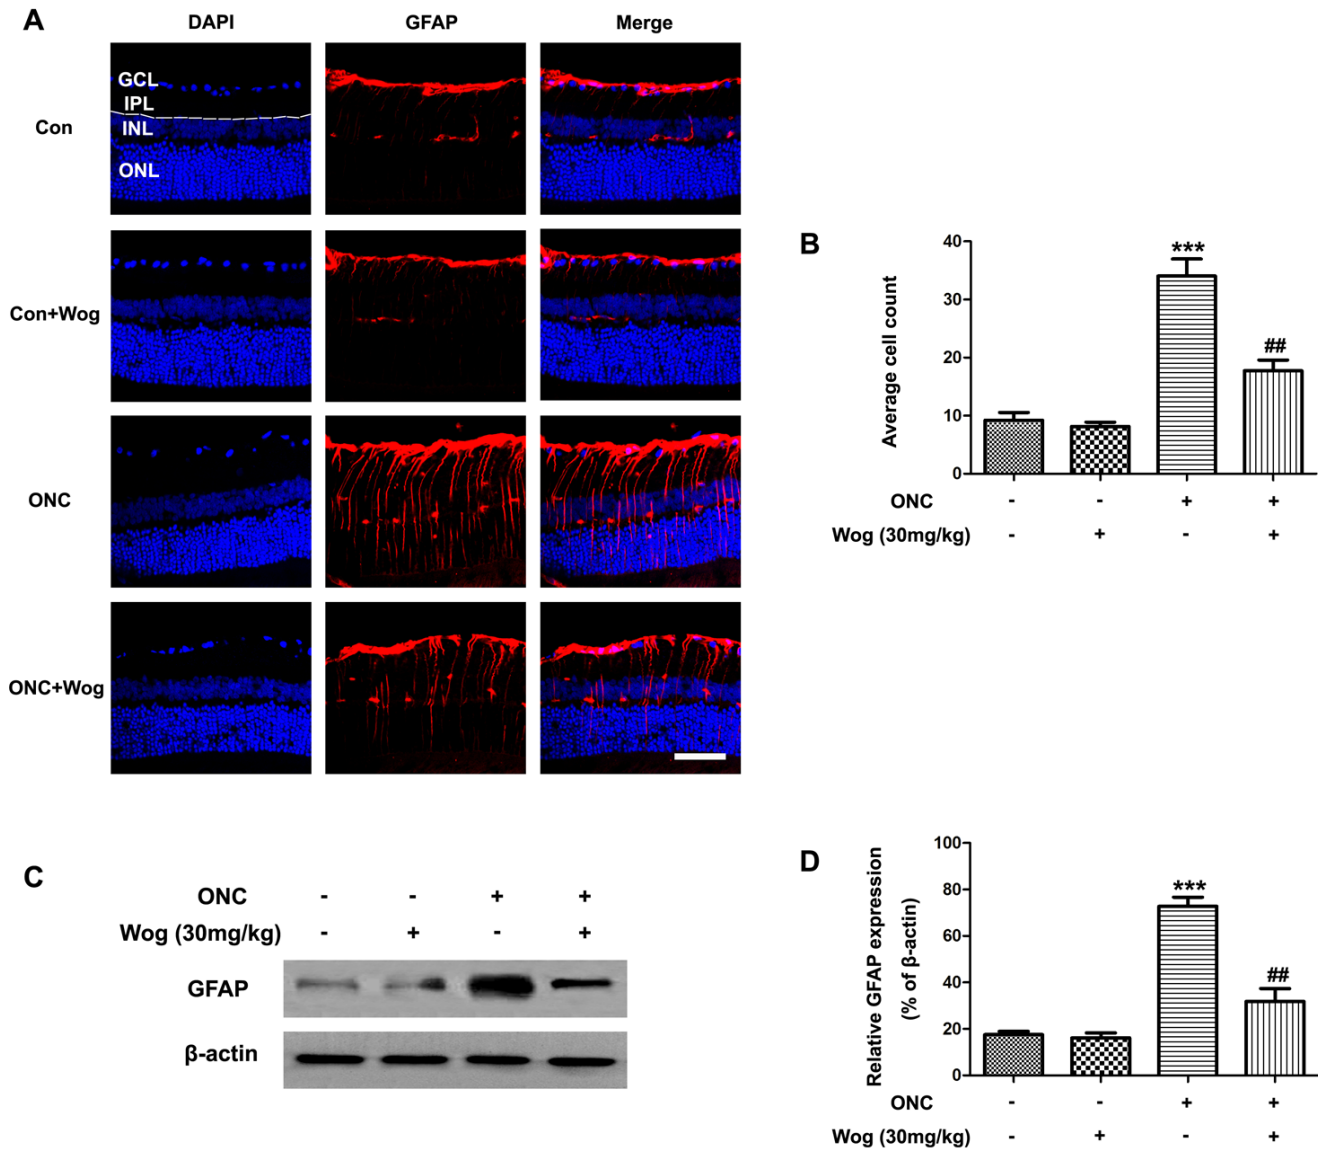 A
DAPI GFAP Merge
Con
GCL
IPL
INL
ONL
Con+Wog
ONC
ONC+Wog
B
Average cell count
40
30
20
10
0
***
##
ONC - - + +
Wog (30mg/kg) - + - +
C
ONC - - + +
Wog (30mg/kg) - + - +
GFAP
β-actin
D
Relative GFAP expression
(% of β-actin)
100
80
60
40
20
0
***
##
ONC - - + +
Wog (30mg/kg) - + - +